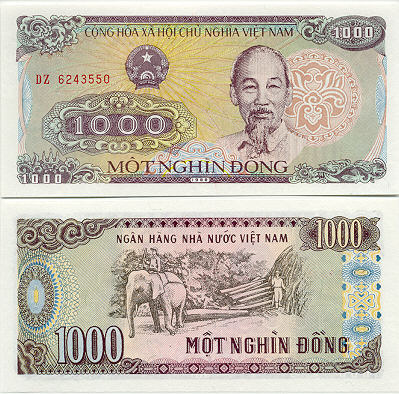 CỘNG HÒA XÃ HỘI CHỦ NGHĨA VIỆT NAM
1000
DZ 6243550
1000
MỘT NGHÌN ĐỒNG
1000
1988
NGÂN HÀNG NHÀ NƯỚC VIỆT NAM
1000
1000
MỘT NGHÌN ĐỒNG